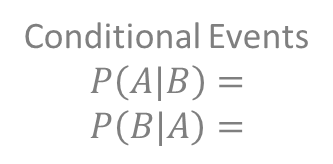 Conditional Events
P(A|B) =
P(B|A) =